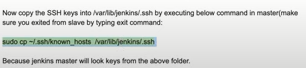 Now copy the SSH keys into /var/lib/jenkins/.ssh by executing below command in master(make
sure you exited from slave by typing exit command:
sudo cp ~/.ssh/known_hosts  /var/lib/jenkins/.ssh
Because jenkins master will look keys from the above folder.